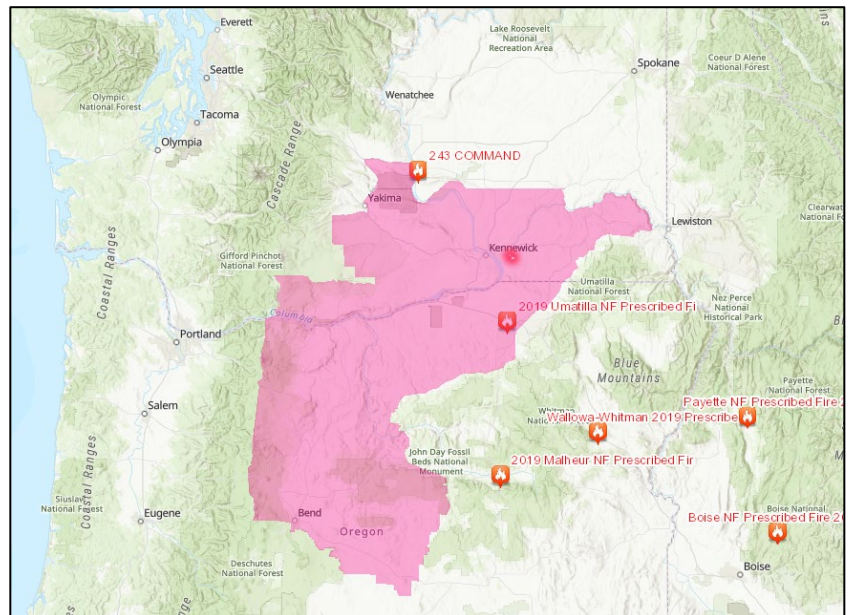 Everett
Lake Roosevelt
National
Recreation Area
Coeur D Alene
National Forest
Spokane
Seattle
Olympic
National Forest
Wenatchee
Tacoma
Olympia
Cascade Range
243 COMMAND
Yakima
Lewiston
Clearwat
National Fo
Gifford Pinchot
National Forest
Kennewick
Coastal Ranges
Umatilla
National Forest
Nez Perce
National
Historical Park
2019 Umatilla NF Prescribed Fi
Columbia
Portland
Blue
Mountains
Payette
National Forest
Payette NF Prescribed Fire 2
Salem
Whitman
Wallowa-Whitman 2019 Prescribe
John Day Fossil
Beds National
Monument
2019 Malheur NF Prescribed Fir
Coastal Ranges
Siuslaw
National Forest
Eugene
Bend
Oregon
Boise National
Boise NF Prescribed Fire 20
Deschutes
National Forest
Boise